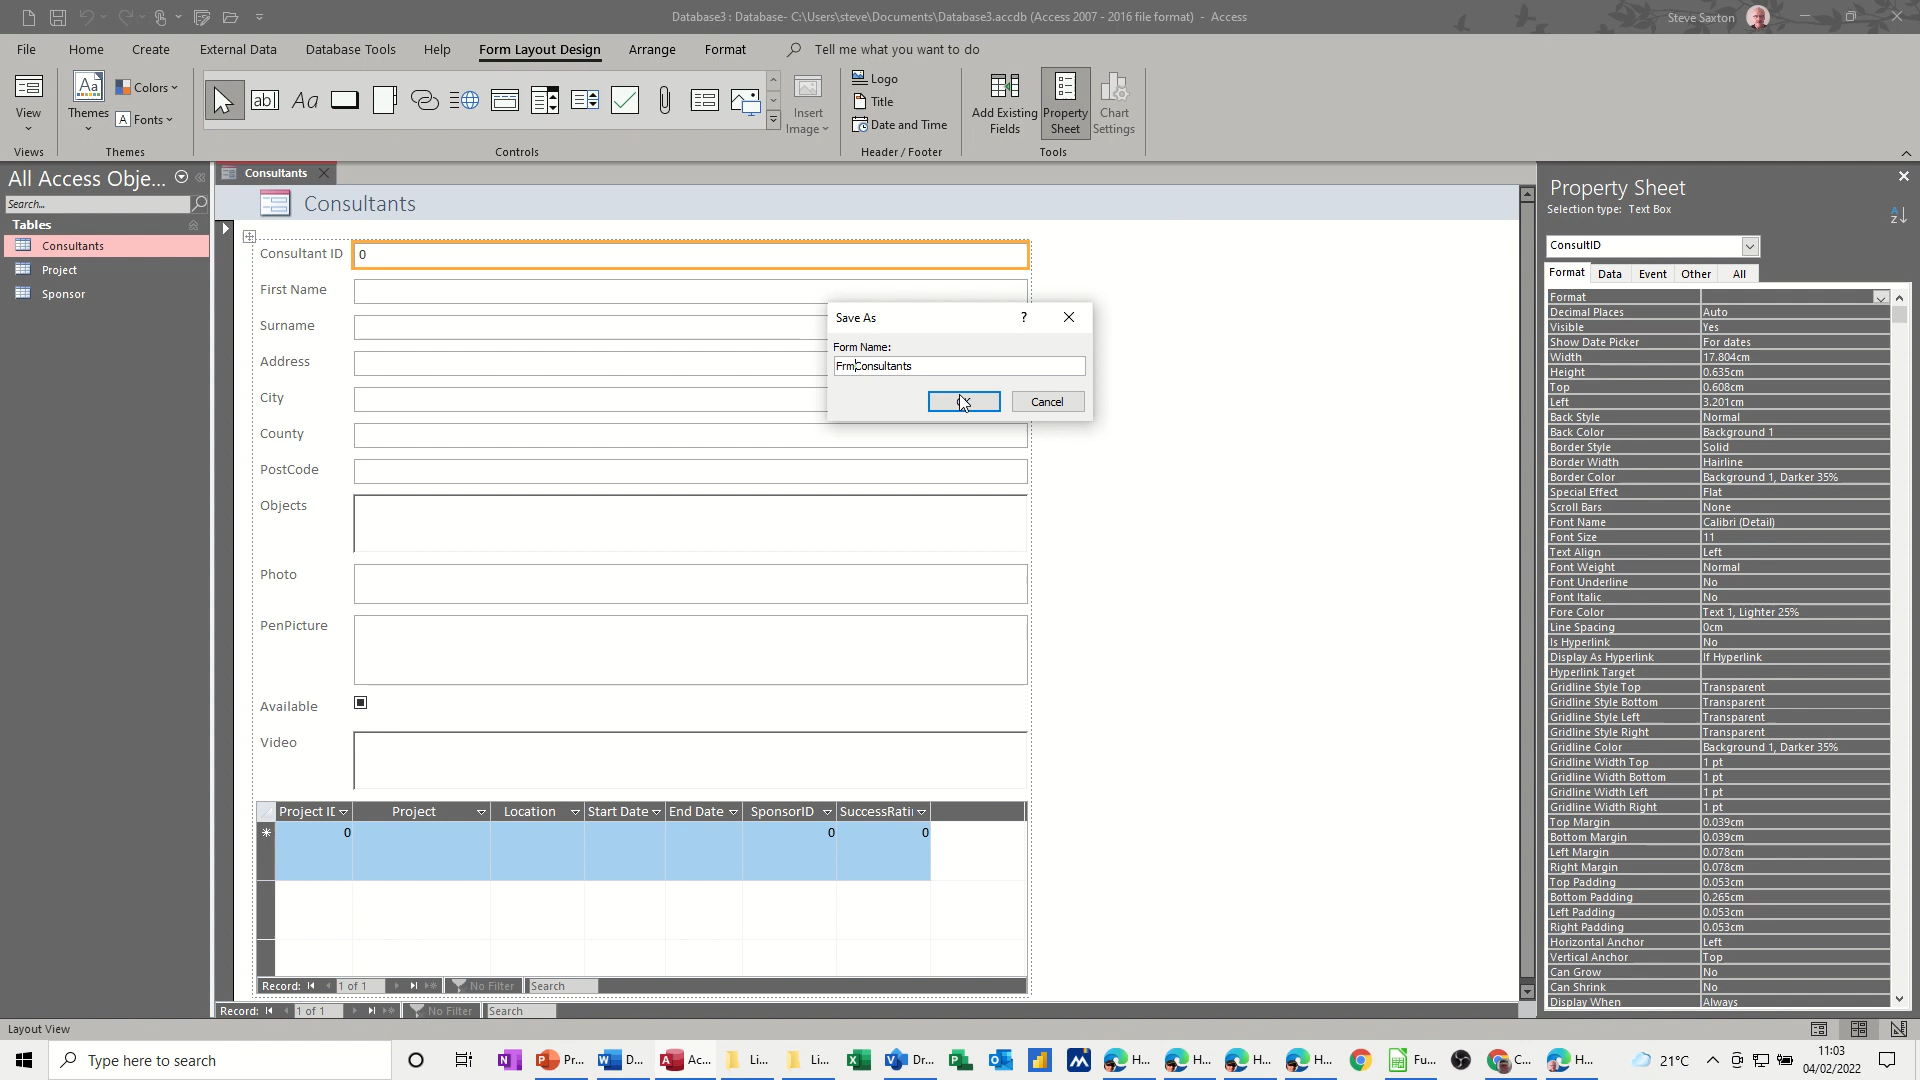 Database3 : Database- C:\Users\steve\Documents\Database3.accdb (Access 2007 - 2016 file format) - Access
Steve Saxton
File Home Create External Data Database Tools Help Form Layout Design Arrange Format Tell me what you want to do
View
Views
Themes
Colors
Fonts
Themes
Controls
Insert
Image
Logo
Title
Date and Time
Header / Footer
Add Existing
Fields
Property
Sheet
Chart
Settings
Tools
All Access Obje...
Search...
Tables
Consultants
Project
Sponsor
Consultants
Consultants
Consultant ID 0
First Name
Surname
Address
City
County
PostCode
Objects
Photo
PenPicture
Available
Video
Project ID Project Location Start Date End Date SponsorID SuccessRati
0 0 0
Record: 1 of 1 No Filter Search
Record: 1 of 1 No Filter Search
Save As ?
Form Name:
FrmConsultants
Cancel
Property Sheet
Selection type: Text Box
ConsultID
Format Data Event Other All
Format
Decimal Places Auto
Visible Yes
Show Date Picker For dates
Width 17.804cm
Height 0.635cm
Top 0.608cm
Left 3.201cm
Back Style Normal
Back Color Background 1
Border Style Solid
Border Width Hairline
Border Color Background 1, Darker 35%
Special Effect Flat
Scroll Bars None
Font Name Calibri (Detail)
Font Size 11
Text Align Left
Font Weight Normal
Font Underline No
Font Italic No
Fore Color Text 1, Lighter 25%
Line Spacing 0cm
Is Hyperlink No
Display As Hyperlink If Hyperlink
Hyperlink Target
Gridline Style Top Transparent
Gridline Style Bottom Transparent
Gridline Style Left Transparent
Gridline Style Right Transparent
Gridline Color Background 1, Darker 35%
Gridline Width Top 1 pt
Gridline Width Bottom 1 pt
Gridline Width Left 1 pt
Gridline Width Right 1 pt
Top Margin 0.039cm
Bottom Margin 0.039cm
Left Margin 0.078cm
Right Margin 0.078cm
Top Padding 0.053cm
Bottom Padding 0.265cm
Left Padding 0.053cm
Right Padding 0.053cm
Horizontal Anchor Left
Vertical Anchor Top
Can Grow No
Can Shrink No
Display When Always
Layout View
Type here to search
Pr... D... Ac... Li... Li... Dr... H... H... H... H... Fu... C... H...
21°C
11:03
04/02/2022